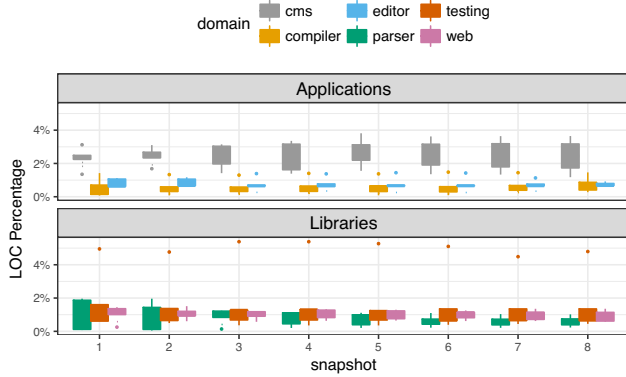 domain
cms
editor
testing
compiler
parser
web
Applications
4%
2%
0%
Libraries
4%
2%
0%
LOC Percentage
1 2 3 4 5 6 7 8
snapshot